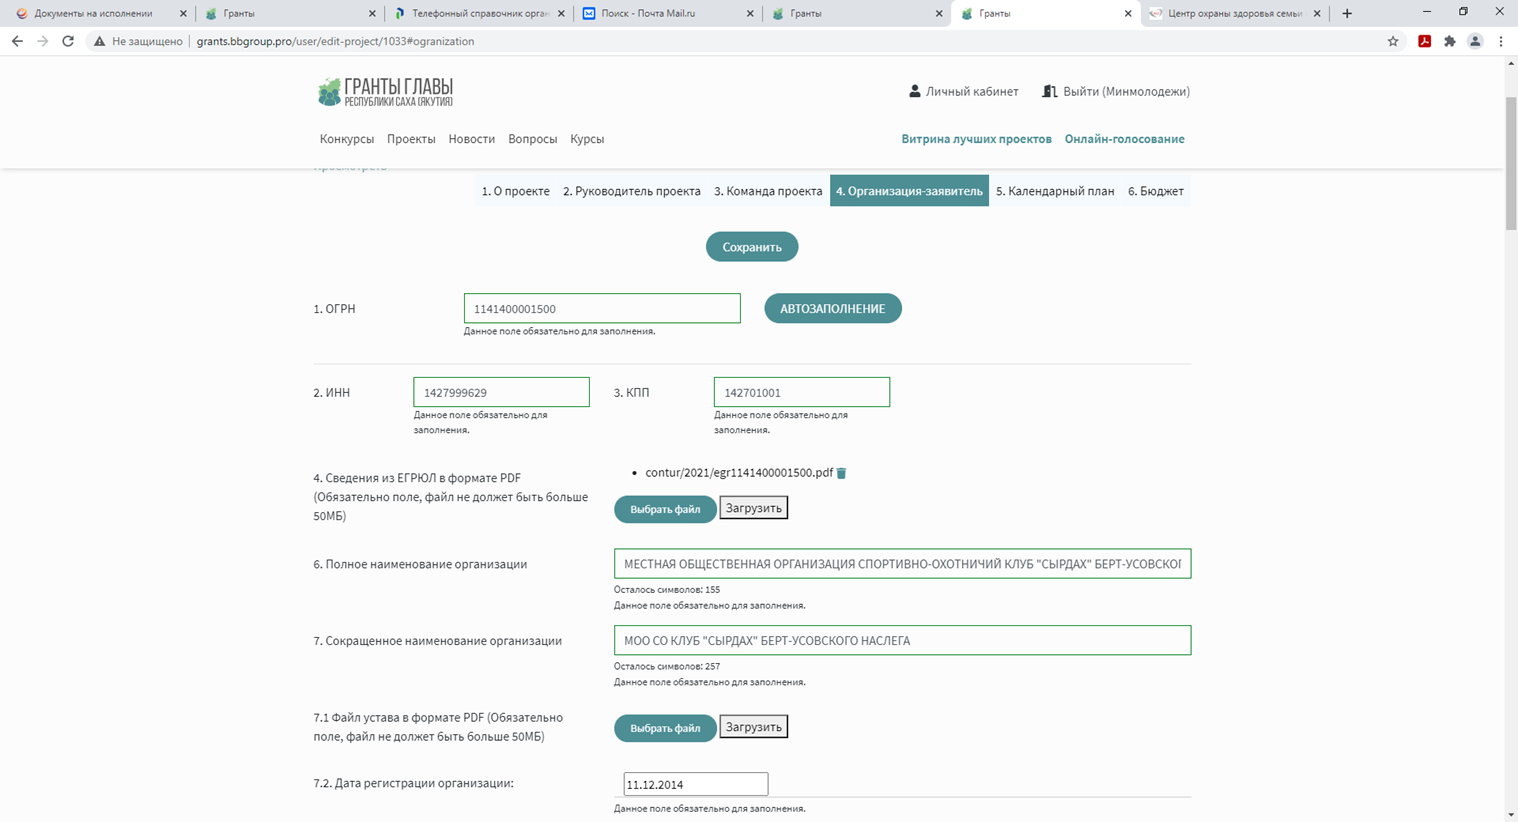 Документы на исполнении
Гранты
Телефонный справочник орган
Поиск - Почта Mail.ru
Гранты
Гранты
Центр охраны здоровья семьи
Не защищено
grants.bbgroup.pro/user/edit-project/1033#ogranization
ГРАНТЫ ГЛАВЫ
РЕСПУБЛИКИ САХА (ЯКУТИЯ)
Личный кабинет
Выйти (Минмолодежи)
Конкурсы Проекты Новости Вопросы Курсы
Витрина лучших проектов Онлайн-голосование
1. О проекте 2. Руководитель проекта 3. Команда проекта 4. Организация-заявитель 5. Календарный план 6. Бюджет
Сохранить
1. ОГРН
1141400001500
АВТОЗАПОЛНЕНИЕ
Данное поле обязательно для заполнения.
2. ИНН
1427999629
3. КПП
142701001
Данное поле обязательно для
заполнения.
Данное поле обязательно для
заполнения.
4. Сведения из ЕГРЮЛ в формате PDF
(Обязательно поле, файл не должет быть больше
50МБ)
contur/2021/egr1141400001500.pdf
Выбрать файл
Загрузить
6. Полное наименование организации
МЕСТНАЯ ОБЩЕСТВЕННАЯ ОРГАНИЗАЦИЯ СПОРТИВНО-ОХОТНИЧИЙ КЛУБ "СЫРДАХ" БЕРТ-УСОВСКОГ
Осталось символов: 155
Данное поле обязательно для заполнения.
7. Сокращенное наименование организации
МОО СО КЛУБ "СЫРДАХ" БЕРТ-УСОВСКОГО НАСЛЕГА
Осталось символов: 257
Данное поле обязательно для заполнения.
7.1 Файл устава в формате PDF (Обязательно
поле, файл не должет быть больше 50МБ)
Выбрать файл
Загрузить
7.2. Дата регистрации организации:
11.12.2014
Данное поле обязательно для заполнения.